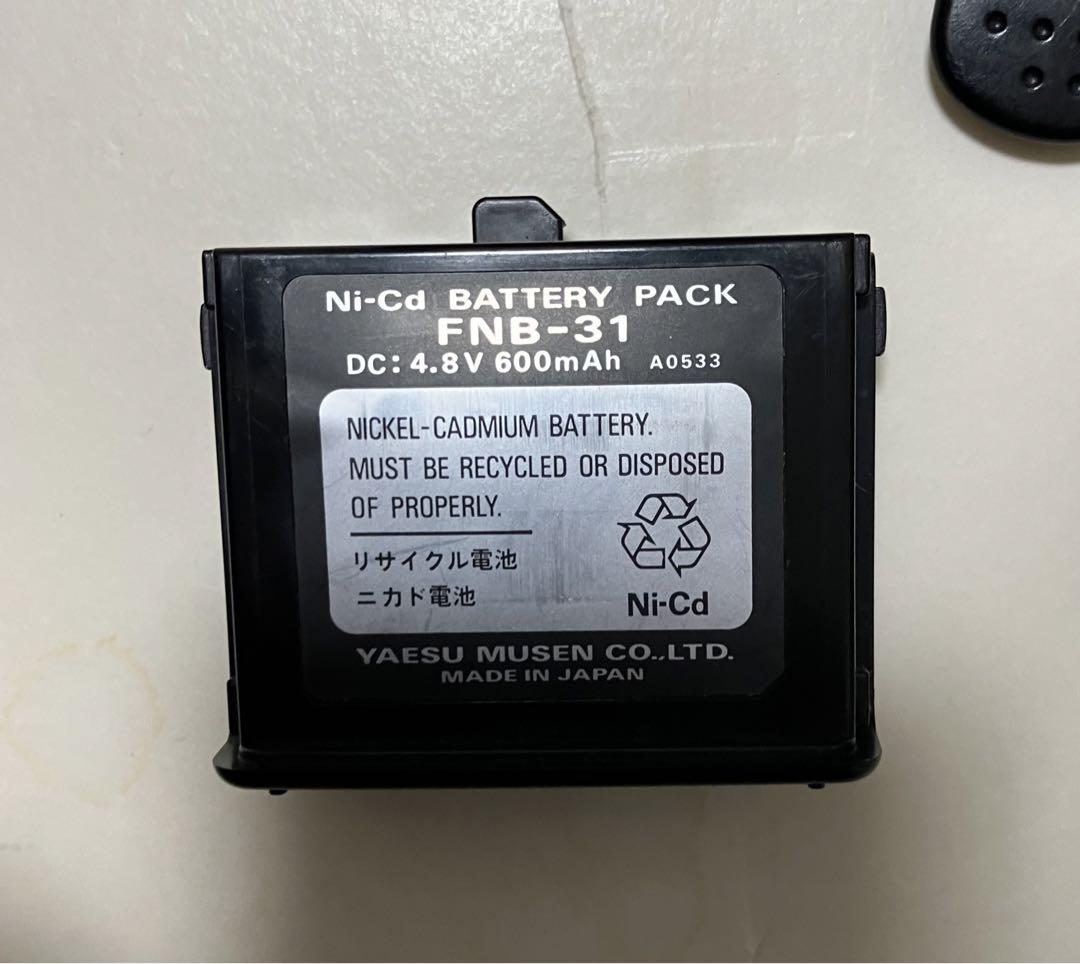 Ni-Cd BATTERY PACK
FNB-31
DC: 4.8V 600mAh A0533
NICKEL-CADMIUM BATTERY.
MUST BE RECYCLED OR DISPOSED
OF PROPERLY.
リサイクル電池
ニカド電池
Ni-Cd
YAESU MUSEN CO.,LTD.
MADE IN JAPAN